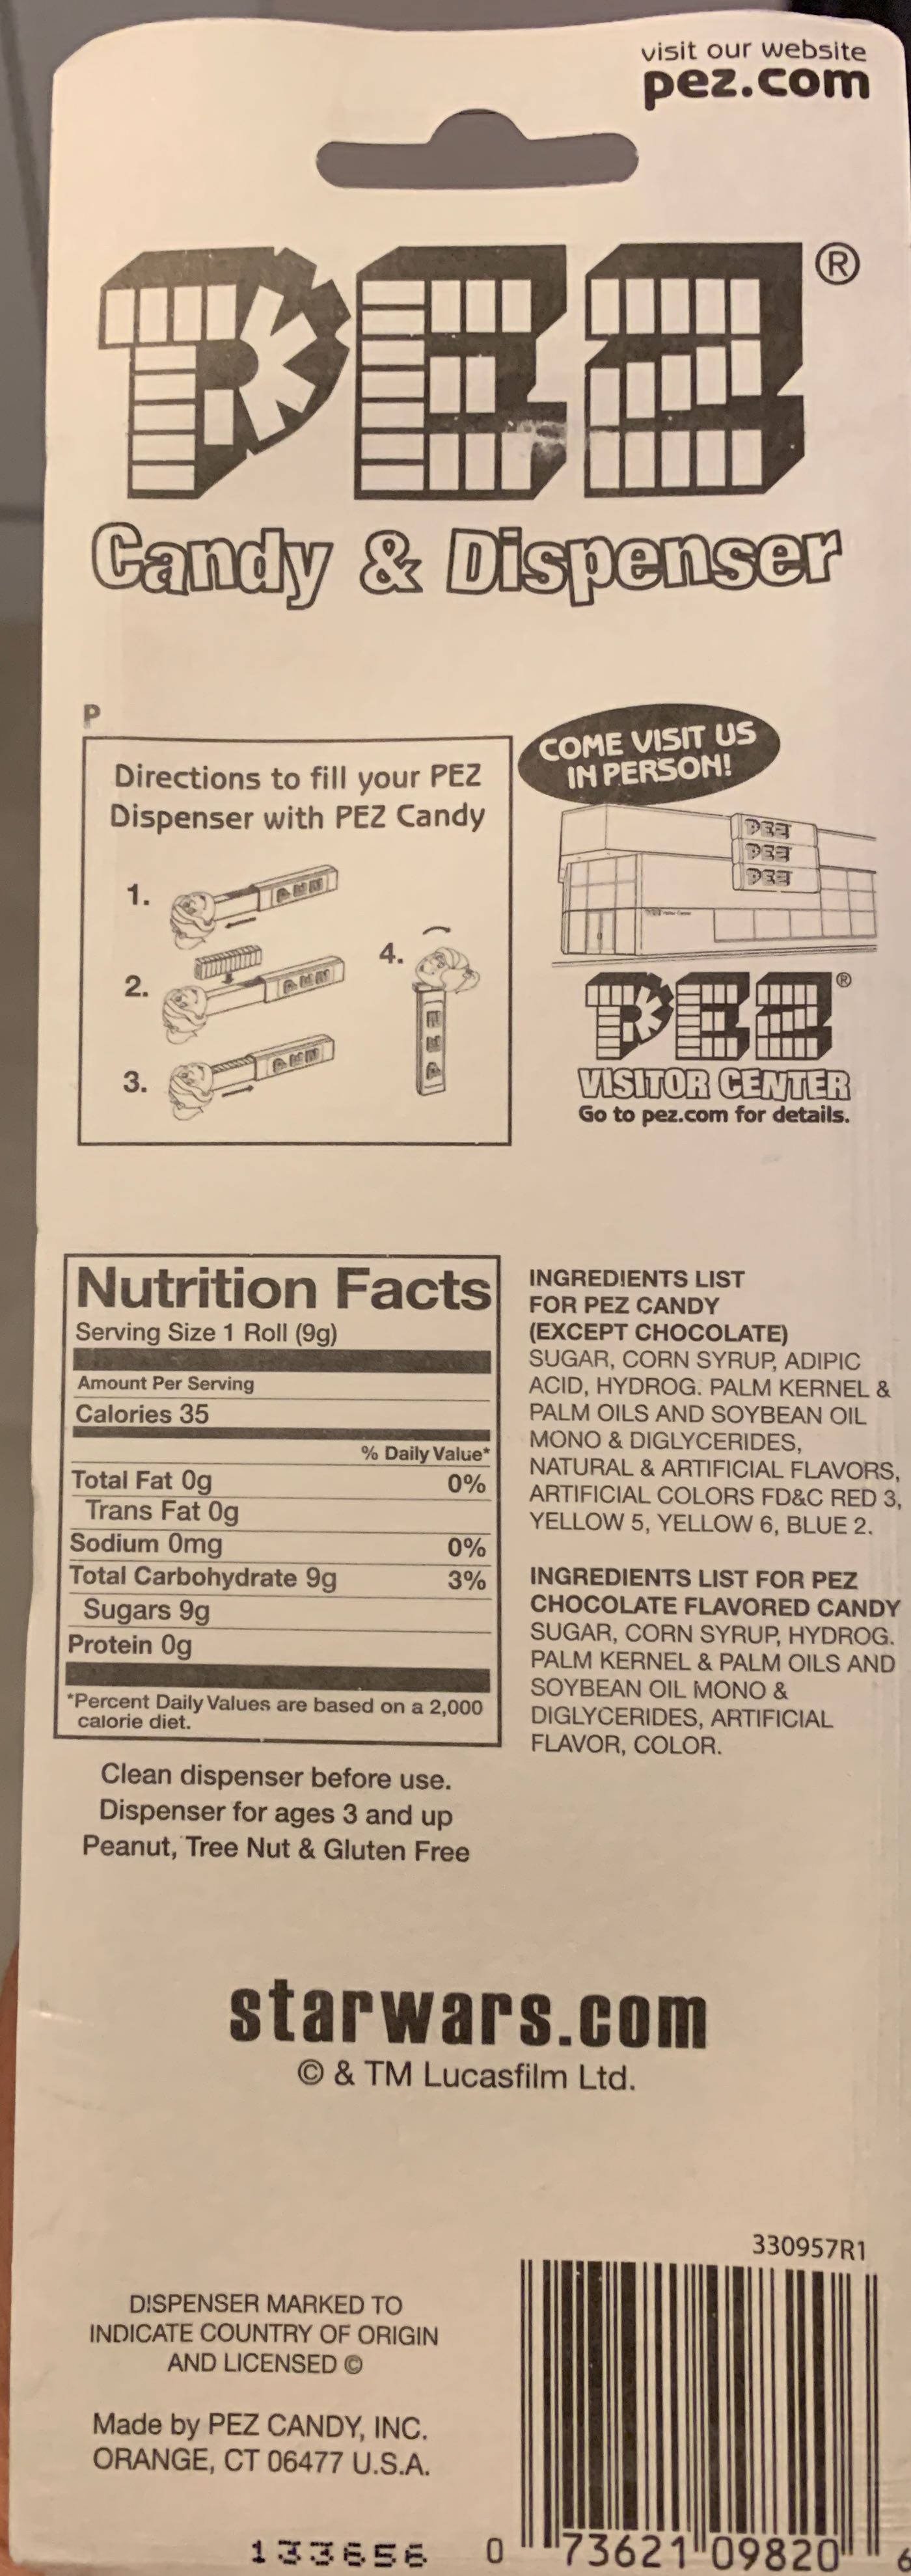 visit our website
pez.com
PEZ®
Candy & Dispenser
P
Directions to fill your PEZ
Dispenser with PEZ Candy
1.
2.
3.
4.
COME VISIT US
IN PERSON!
PEZ
PEZ
PEZ
PEZ®
VISITOR CENTER
Go to pez.com for details.
Nutrition Facts
Serving Size 1 Roll (9g)
Amount Per Serving
Calories 35
% Daily Value*
Total Fat 0g 0%
Trans Fat 0g
Sodium 0mg 0%
Total Carbohydrate 9g 3%
Sugars 9g
Protein 0g
*Percent Daily Values are based on a 2,000
calorie diet.
Clean dispenser before use.
Dispenser for ages 3 and up
Peanut, Tree Nut & Gluten Free
INGREDIENTS LIST
FOR PEZ CANDY
(EXCEPT CHOCOLATE)
SUGAR, CORN SYRUP, ADIPIC
ACID, HYDROG. PALM KERNEL &
PALM OILS AND SOYBEAN OIL
MONO & DIGLYCERIDES,
NATURAL & ARTIFICIAL FLAVORS,
ARTIFICIAL COLORS FD&C RED 3,
YELLOW 5, YELLOW 6, BLUE 2.
INGREDIENTS LIST FOR PEZ
CHOCOLATE FLAVORED CANDY
SUGAR, CORN SYRUP, HYDROG.
PALM KERNEL & PALM OILS AND
SOYBEAN OIL MONO &
DIGLYCERIDES, ARTIFICIAL
FLAVOR, COLOR.
starwars.com
© & TM Lucasfilm Ltd.
330957R1
DISPENSER MARKED TO
INDICATE COUNTRY OF ORIGIN
AND LICENSED ©
Made by PEZ CANDY, INC.
ORANGE, CT 06477 U.S.A.
133656
0 73621 09820 6